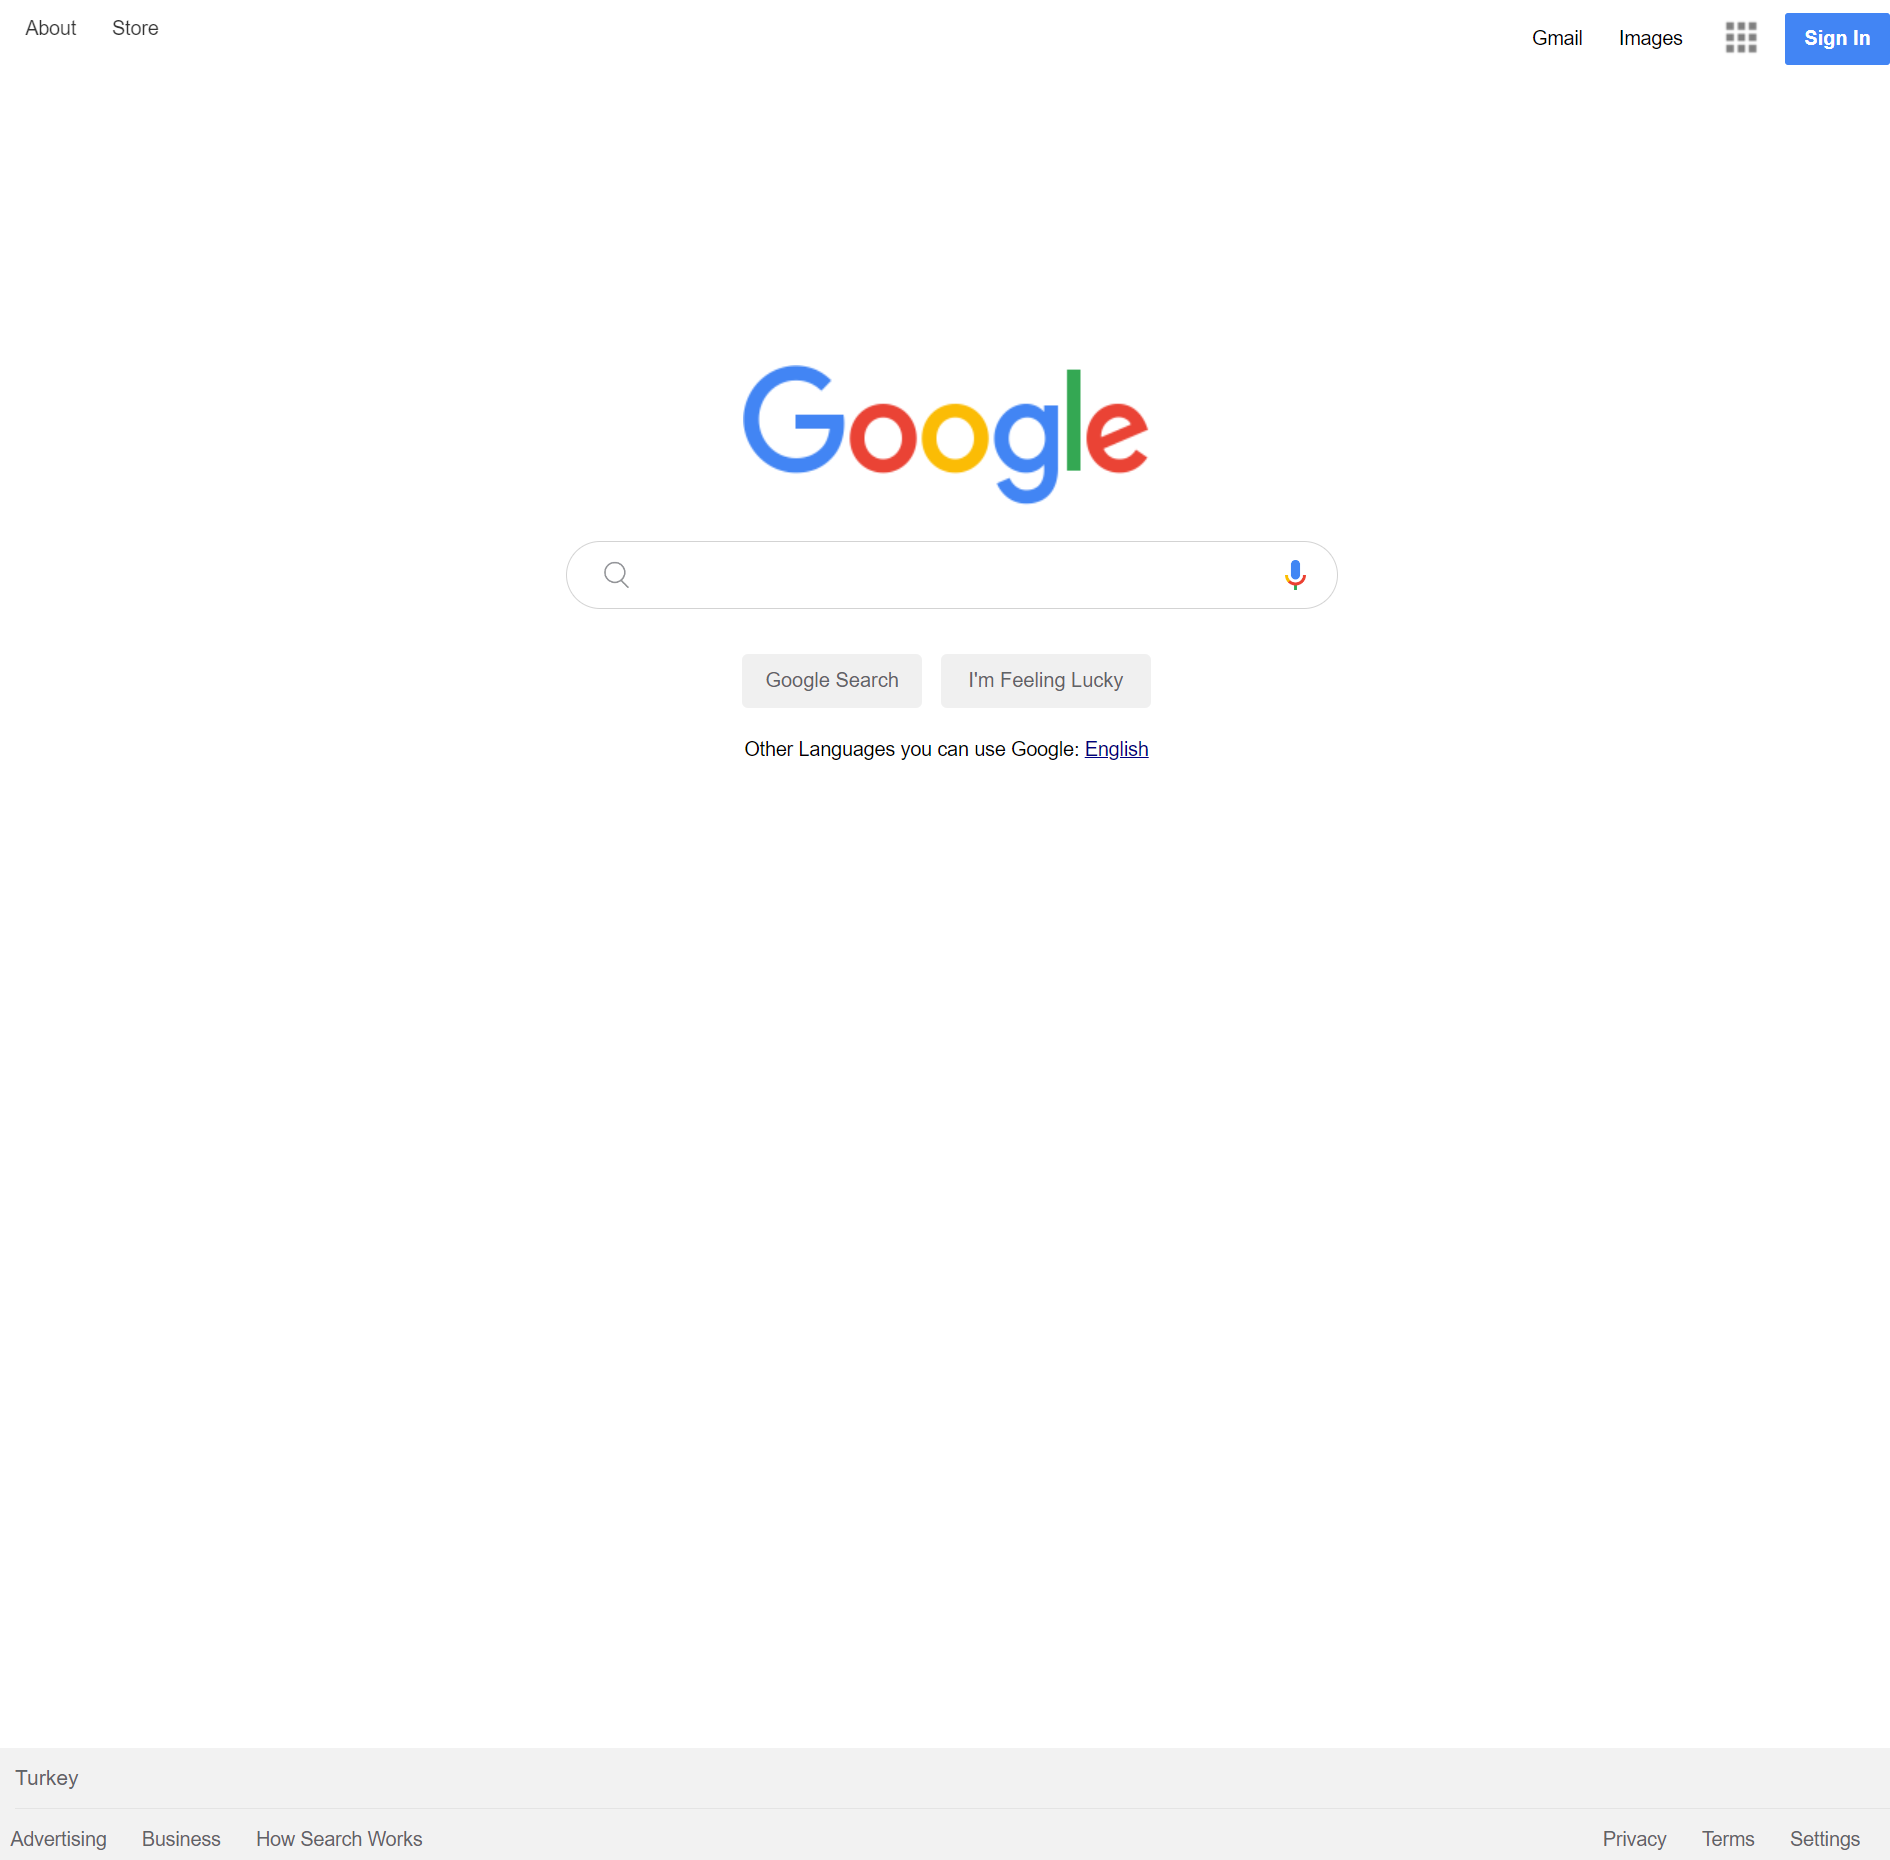 About Store Gmail Images Sign In
Google
Google Search I'm Feeling Lucky
Other Languages you can use Google: English
Turkey
Advertising Business How Search Works Privacy Terms Settings